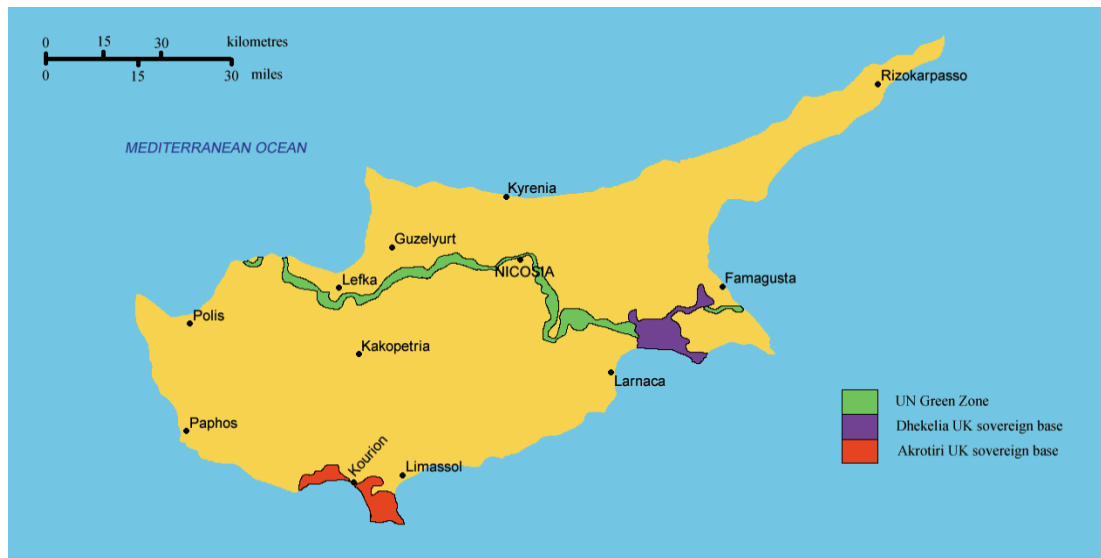 0 15 30 kilometres
0 15 30 miles
MEDITERRANEAN OCEAN
Rizokarpasso
Kyrenia
Guzelyurt
NICOSIA
Lefka
Famagusta
Polis
Kakopetria
Larnaca
Paphos
Kourion
Limassol
UN Green Zone
Dhekelia UK sovereign base
Akrotiri UK sovereign base